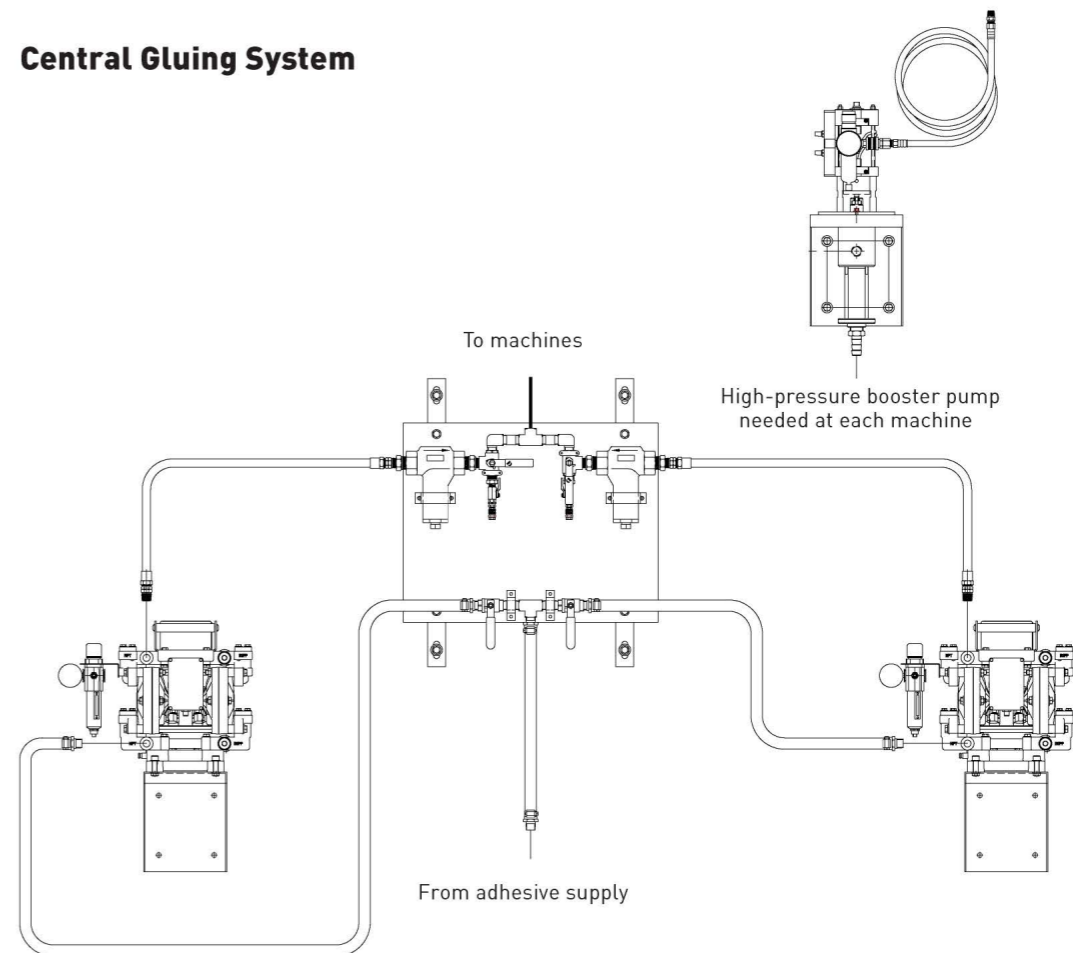 Central Gluing System
To machines
High-pressure booster pump
needed at each machine
From adhesive supply